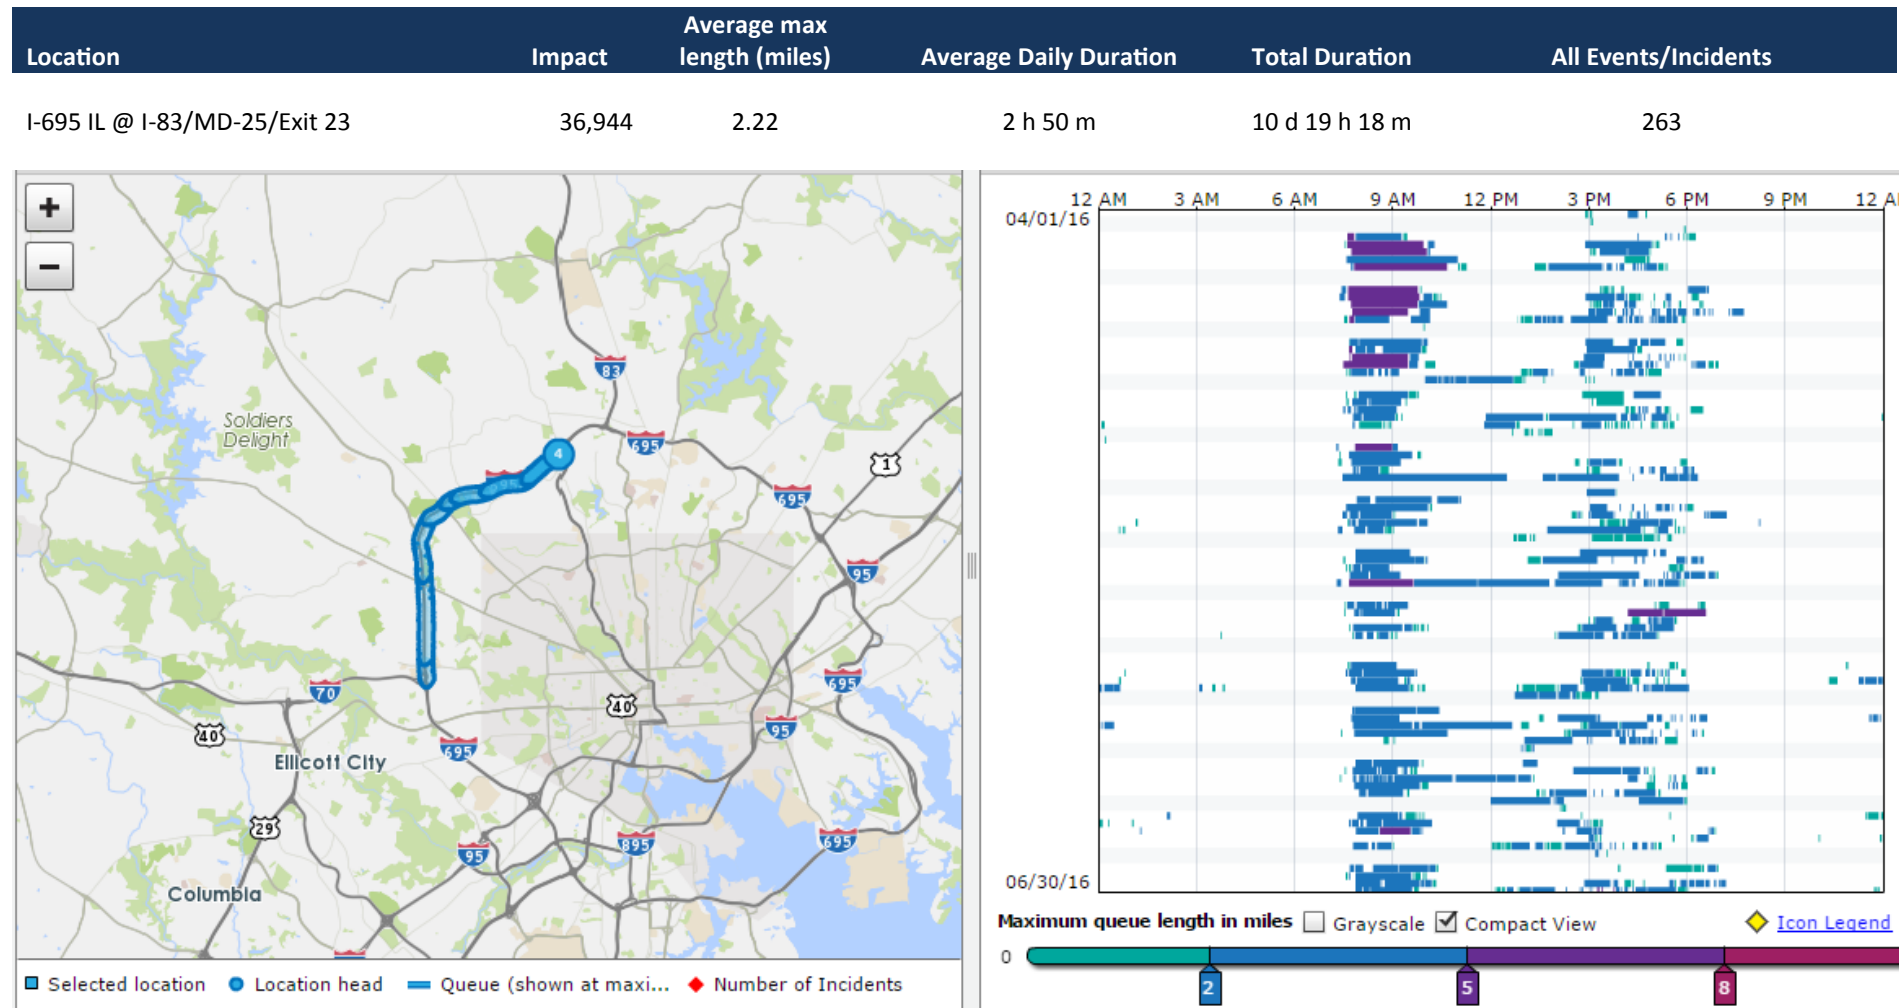 Average max
Location Impact length (miles) Average Daily Duration Total Duration All Events/Incidents
I-695 IL @ I-83/MD-25/Exit 23 36,944 2.22 2 h 50 m 10 d 19 h 18 m 263
+
−
Soldiers
Delight
83
695
4
1
695
95
70
40
40
695
695
95
Ellicott City
29
95
895
695
Columbia
Selected location Location head Queue (shown at maxi... Number of Incidents
12 AM 3 AM 6 AM 9 AM 12 PM 3 PM 6 PM 9 PM 12 A
04/01/16
06/30/16
Maximum queue length in miles Grayscale Compact View Icon Legend
0
2 5 8